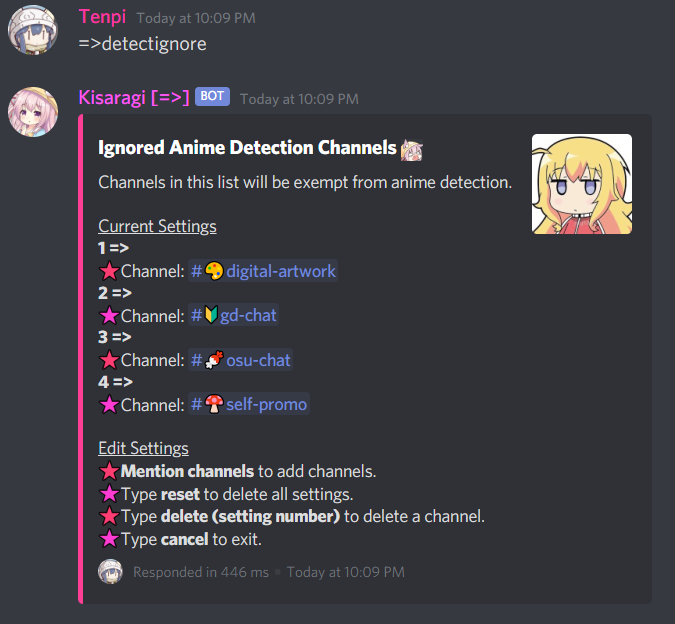 Tenpi Today at 10:09 PM
=>detectignore
Kisaragi [=>] BOT Today at 10:09 PM
Ignored Anime Detection Channels
Channels in this list will be exempt from anime detection.
Current Settings
1 =>
Channel: #digital-artwork
2 =>
Channel: #gd-chat
3 =>
Channel: #osu-chat
4 =>
Channel: #self-promo
Edit Settings
Mention channels to add channels.
Type reset to delete all settings.
Type delete (setting number) to delete a channel.
Type cancel to exit.
Responded in 446 ms • Today at 10:09 PM